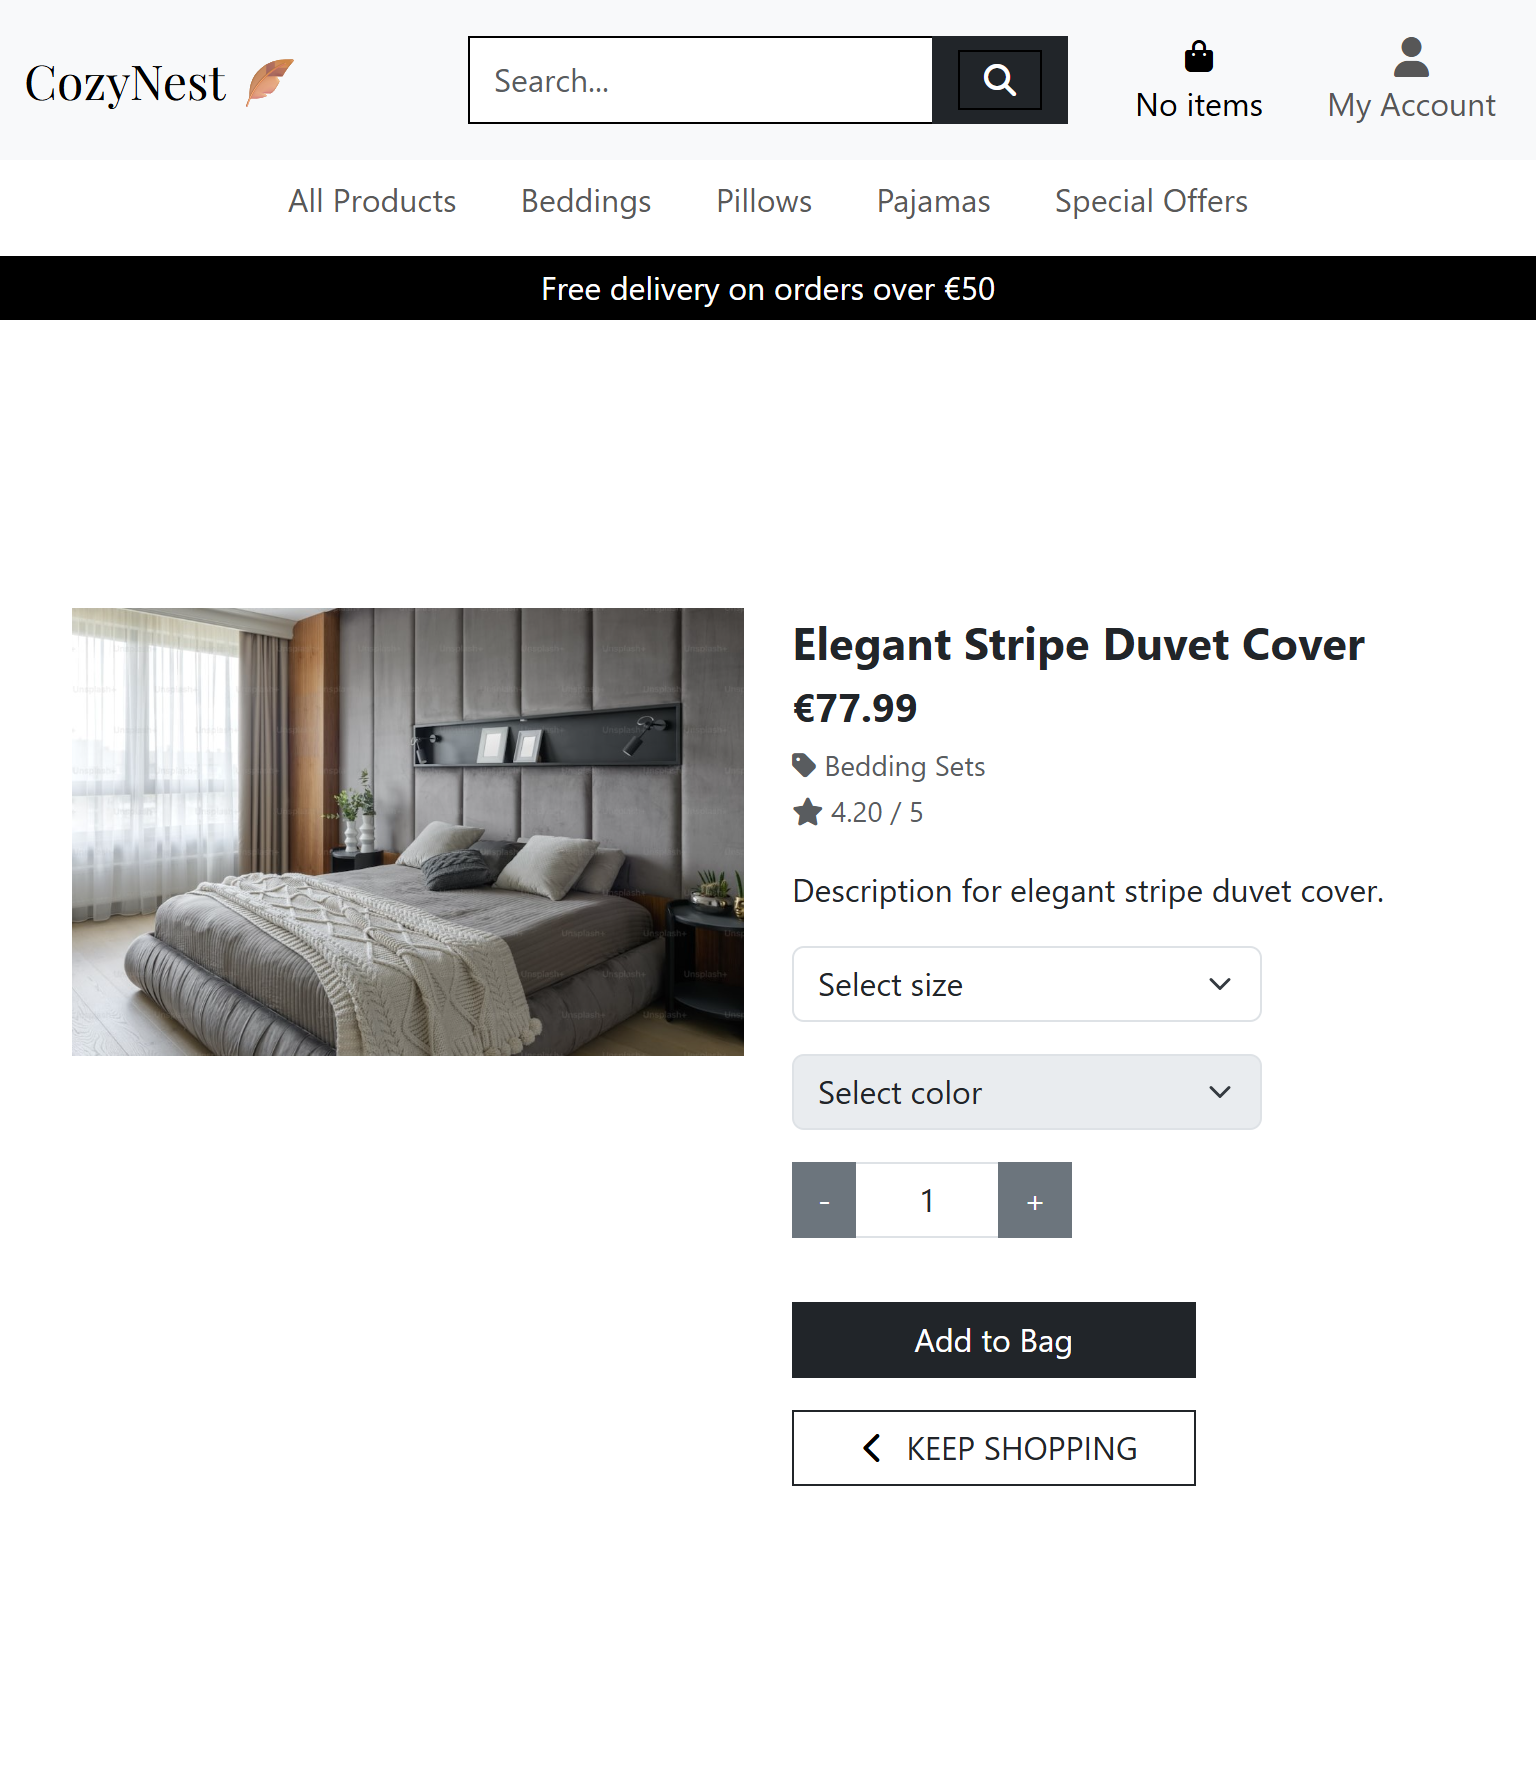 CozyNest
Search...
No items
My Account
All Products
Beddings
Pillows
Pajamas
Special Offers
Free delivery on orders over €50
Unsplash+
Elegant Stripe Duvet Cover
€77.99
Bedding Sets
4.20 / 5
Description for elegant stripe duvet cover.
Select size
Select color
-
1
+
Add to Bag
KEEP SHOPPING